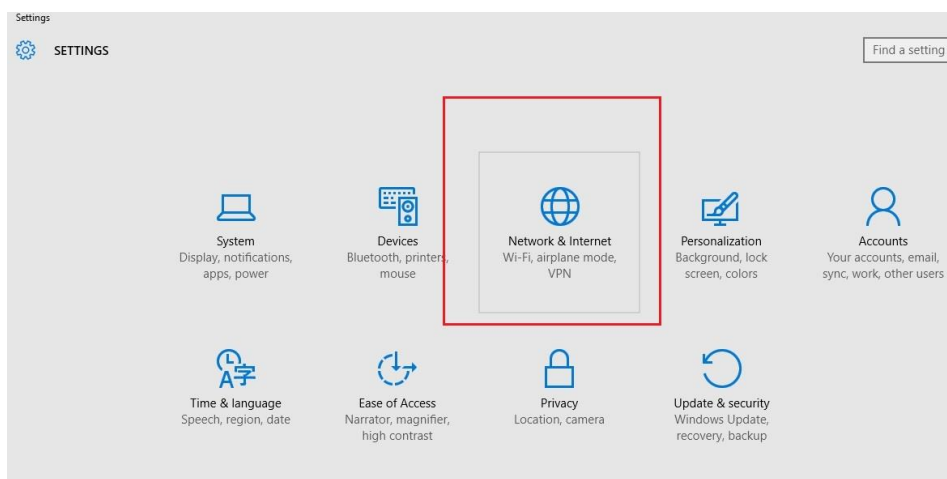 Settings
SETTINGS
Find a setting
System
Display, notifications,
apps, power
Devices
Bluetooth, printers,
mouse
Network & Internet
Wi-Fi, airplane mode,
VPN
Personalization
Background, lock
screen, colors
Accounts
Your accounts, email,
sync, work, other users
A字
Time & language
Speech, region, date
Ease of Access
Narrator, magnifier,
high contrast
Privacy
Location, camera
Update & security
Windows Update,
recovery, backup